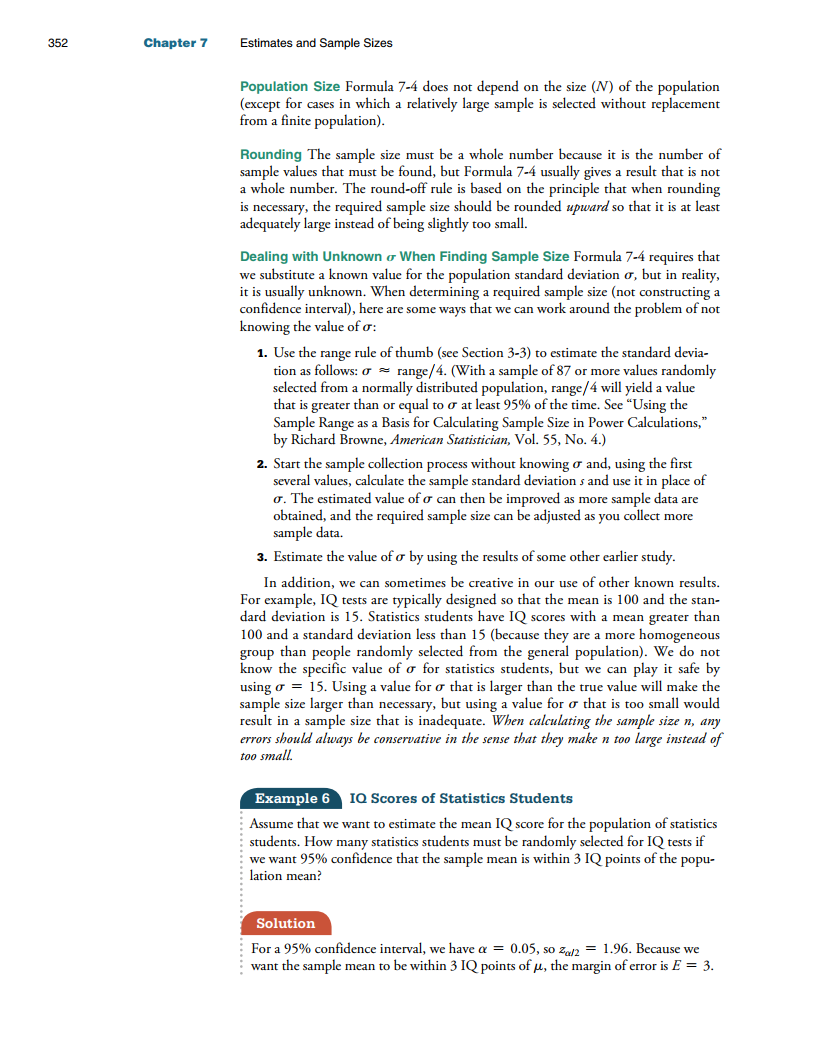 352 Chapter 7 Estimates and Sample Sizes
Population Size Formula 7-4 does not depend on the size (N) of the population
(except for cases in which a relatively large sample is selected without replacement
from a finite population).
Rounding The sample size must be a whole number because it is the number of
sample values that must be found, but Formula 7-4 usually gives a result that is not
a whole number. The round-off rule is based on the principle that when rounding
is necessary, the required sample size should be rounded upward so that it is at least
adequately large instead of being slightly too small.
Dealing with Unknown σ When Finding Sample Size Formula 7-4 requires that
we substitute a known value for the population standard deviation σ, but in reality,
it is usually unknown. When determining a required sample size (not constructing a
confidence interval), here are some ways that we can work around the problem of not
knowing the value of σ:
1. Use the range rule of thumb (see Section 3-3) to estimate the standard devia-
tion as follows: σ ≈ range/4. (With a sample of 87 or more values randomly
selected from a normally distributed population, range/4 will yield a value
that is greater than or equal to σ at least 95% of the time. See “Using the
Sample Range as a Basis for Calculating Sample Size in Power Calculations,”
by Richard Browne, American Statistician, Vol. 55, No. 4.)
2. Start the sample collection process without knowing σ and, using the first
several values, calculate the sample standard deviation s and use it in place of
σ. The estimated value of σ can then be improved as more sample data are
obtained, and the required sample size can be adjusted as you collect more
sample data.
3. Estimate the value of σ by using the results of some other earlier study.
In addition, we can sometimes be creative in our use of other known results.
For example, IQ tests are typically designed so that the mean is 100 and the stan-
dard deviation is 15. Statistics students have IQ scores with a mean greater than
100 and a standard deviation less than 15 (because they are a more homogeneous
group than people randomly selected from the general population). We do not
know the specific value of σ for statistics students, but we can play it safe by
using σ = 15. Using a value for σ that is larger than the true value will make the
sample size larger than necessary, but using a value for σ that is too small would
result in a sample size that is inadequate. When calculating the sample size n, any
errors should always be conservative in the sense that they make n too large instead of
too small.
Example 6 IQ Scores of Statistics Students
Assume that we want to estimate the mean IQ score for the population of statistics
students. How many statistics students must be randomly selected for IQ tests if
we want 95% confidence that the sample mean is within 3 IQ points of the popu-
lation mean?
Solution
For a 95% confidence interval, we have α = 0.05, so zα/2 = 1.96. Because we
want the sample mean to be within 3 IQ points of μ, the margin of error is E = 3.